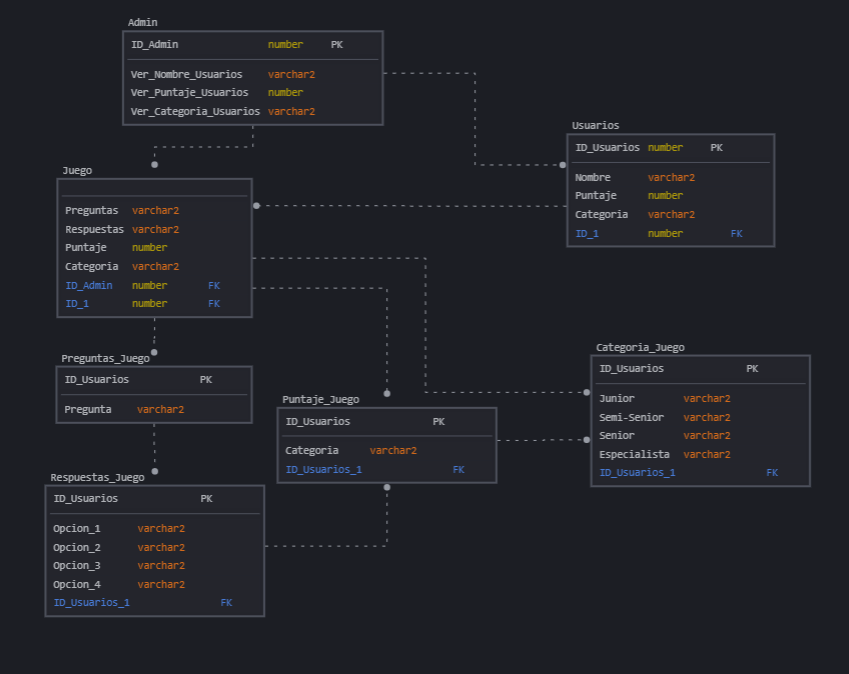 Admin
ID_Admin number PK
Ver_Nombre_Usuarios varchar2
Ver_Puntaje_Usuarios number
Ver_Categoria_Usuarios varchar2
Usuarios
ID_Usuarios number PK
Nombre varchar2
Puntaje number
Categoria varchar2
ID_1 number FK
Juego
Preguntas varchar2
Respuestas varchar2
Puntaje number
Categoria varchar2
ID_Admin number FK
ID_1 number FK
Preguntas_Juego
ID_Usuarios PK
Pregunta varchar2
Categoria_Juego
ID_Usuarios PK
Junior varchar2
Semi-Senior varchar2
Senior varchar2
Especialista varchar2
ID_Usuarios_1 FK
Puntaje_Juego
ID_Usuarios PK
Categoria varchar2
ID_Usuarios_1 FK
Respuestas_Juego
ID_Usuarios PK
Opcion_1 varchar2
Opcion_2 varchar2
Opcion_3 varchar2
Opcion_4 varchar2
ID_Usuarios_1 FK